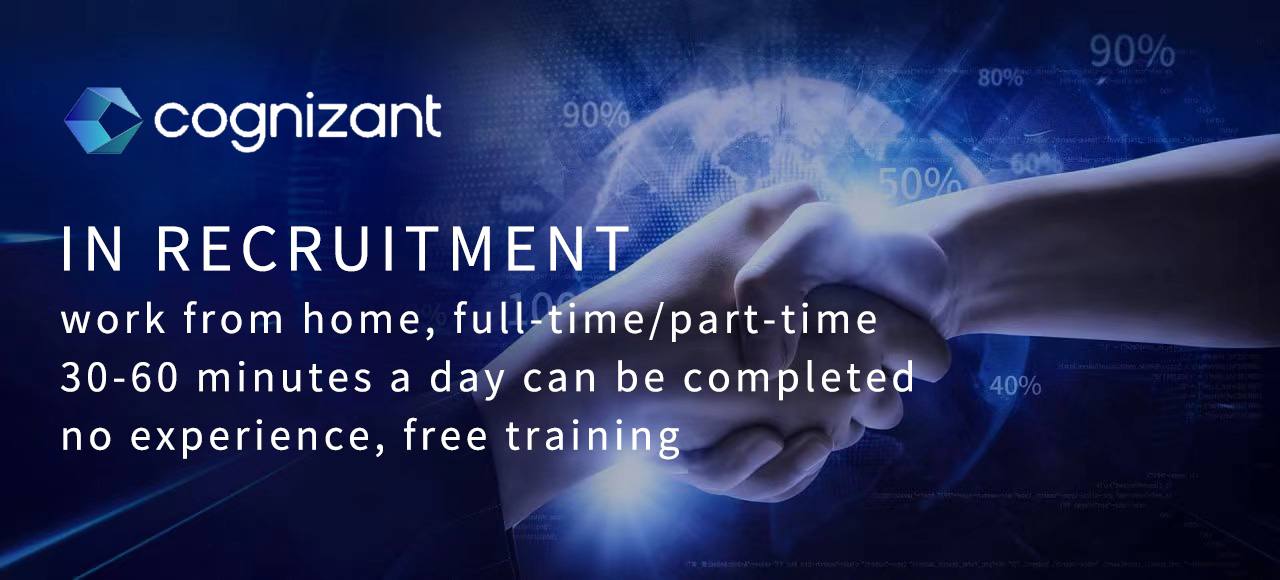 cognizant
IN RECRUITMENT
work from home, full-time/part-time
30-60 minutes a day can be completed
no experience, free training
90%
80%
90%
60%
50%
100
40%